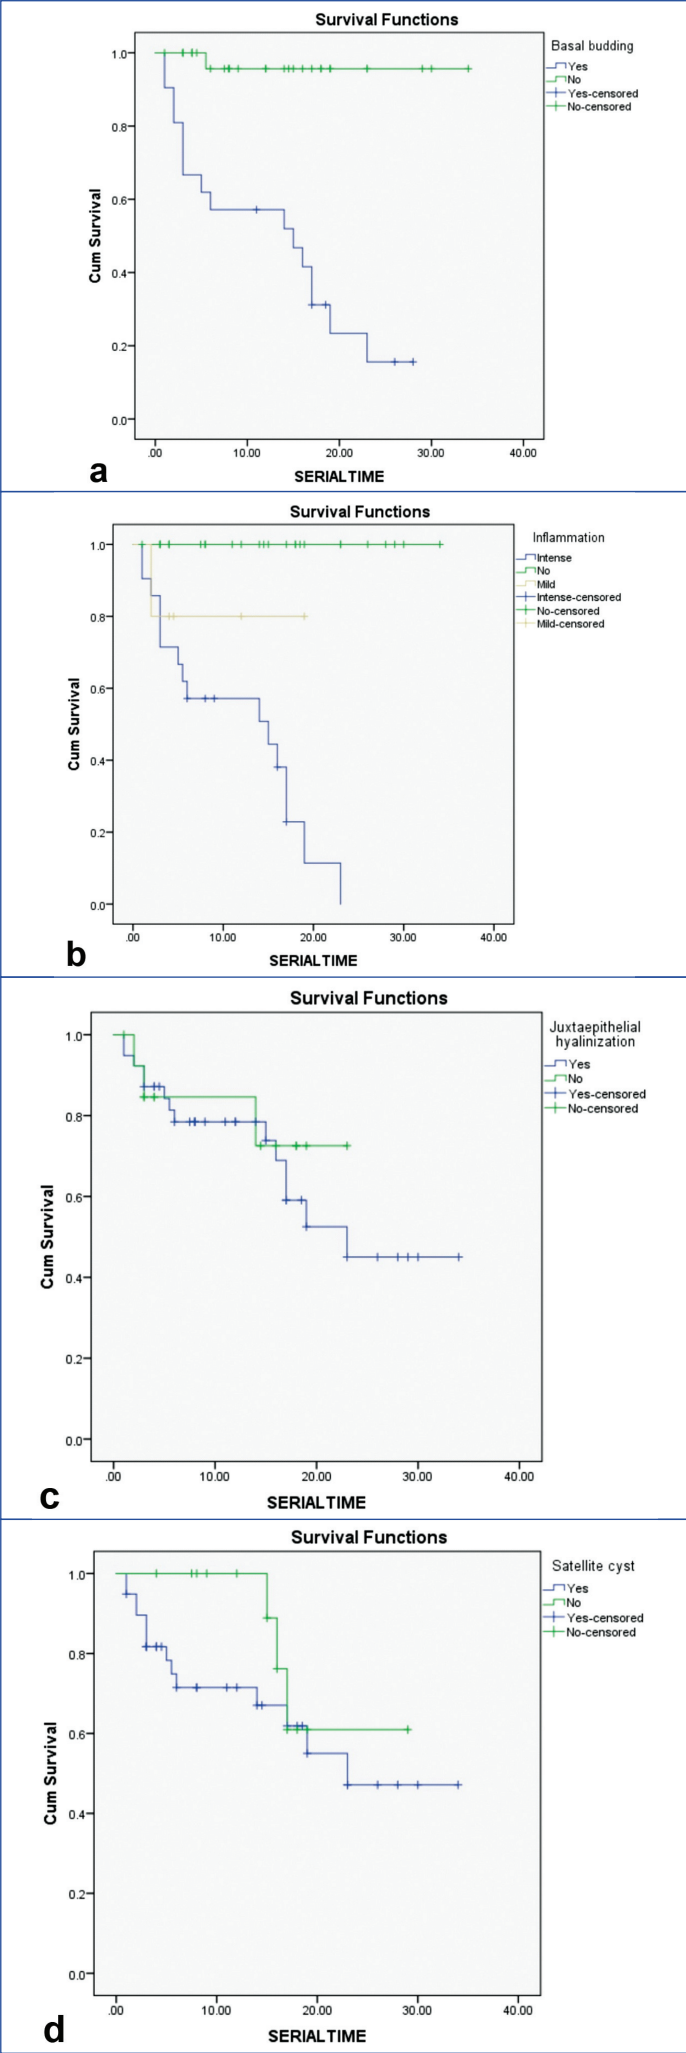 Survival Functions
Basal budding
Yes
No
Yes-censored
No-censored
1.0
0.8
0.6
0.4
0.2
0.0
Cum Survival
.00 10.00 20.00 30.00 40.00
SERIALTIME
a
Survival Functions
Inflammation
Intense
No
Mild
Intense-censored
No-censored
Mild-censored
1.0
0.8
0.6
0.4
0.2
0.0
Cum Survival
.00 10.00 20.00 30.00 40.00
SERIALTIME
b
Survival Functions
Juxtaepithelial
hyalinization
Yes
No
Yes-censored
No-censored
1.0
0.8
0.6
0.4
0.2
0.0
Cum Survival
.00 10.00 20.00 30.00 40.00
SERIALTIME
c
Survival Functions
Satellite cyst
Yes
No
Yes-censored
No-censored
1.0
0.8
0.6
0.4
0.2
0.0
Cum Survival
.00 10.00 20.00 30.00 40.00
SERIALTIME
d